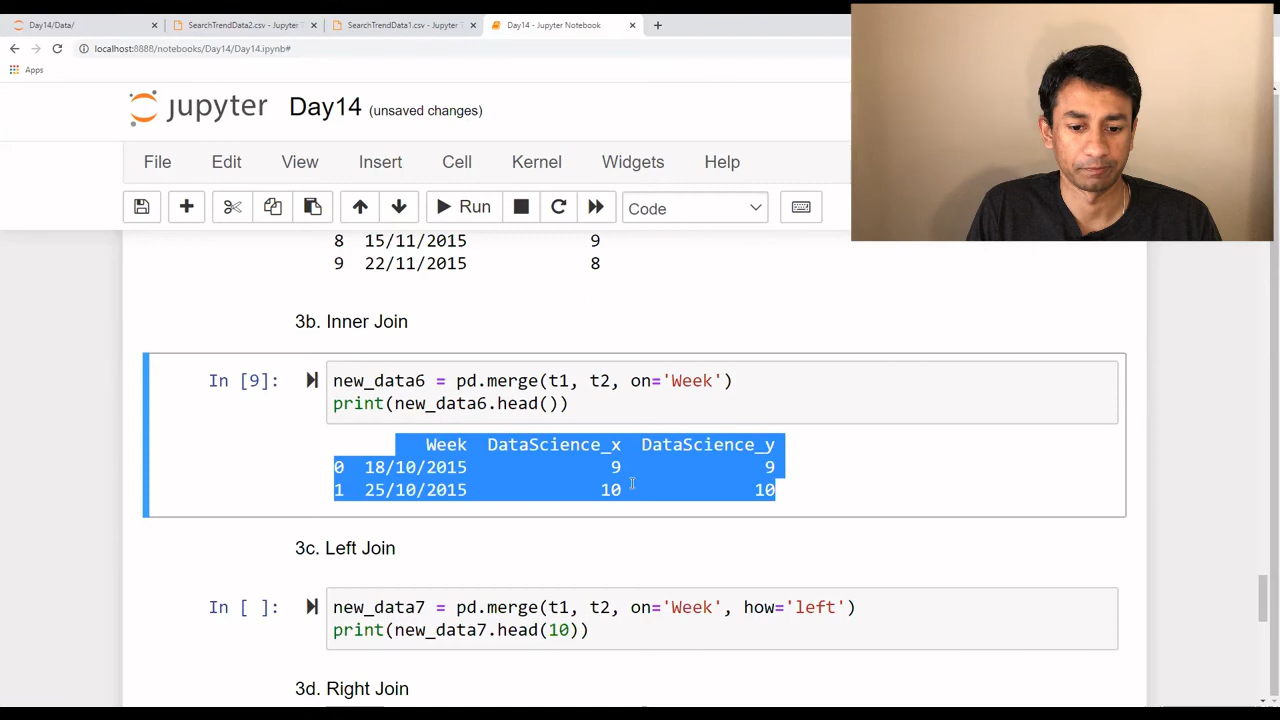 Day14/Data/
SearchTrendData2.csv - Jupyter T
SearchTrendData1.csv - Jupyter T
Day14 - Jupyter Notebook
localhost:8888/notebooks/Day14/Day14.ipynb#
Apps
jupyter Day14 (unsaved changes)
File Edit View Insert Cell Kernel Widgets Help
Run Code
8 15/11/2015 9
9 22/11/2015 8
3b. Inner Join
In [9]: new_data6 = pd.merge(t1, t2, on='Week')
print(new_data6.head())
Week DataScience_x DataScience_y
0 18/10/2015 9 9
1 25/10/2015 10 10
3c. Left Join
In [ ]: new_data7 = pd.merge(t1, t2, on='Week', how='left')
print(new_data7.head(10))
3d. Right Join